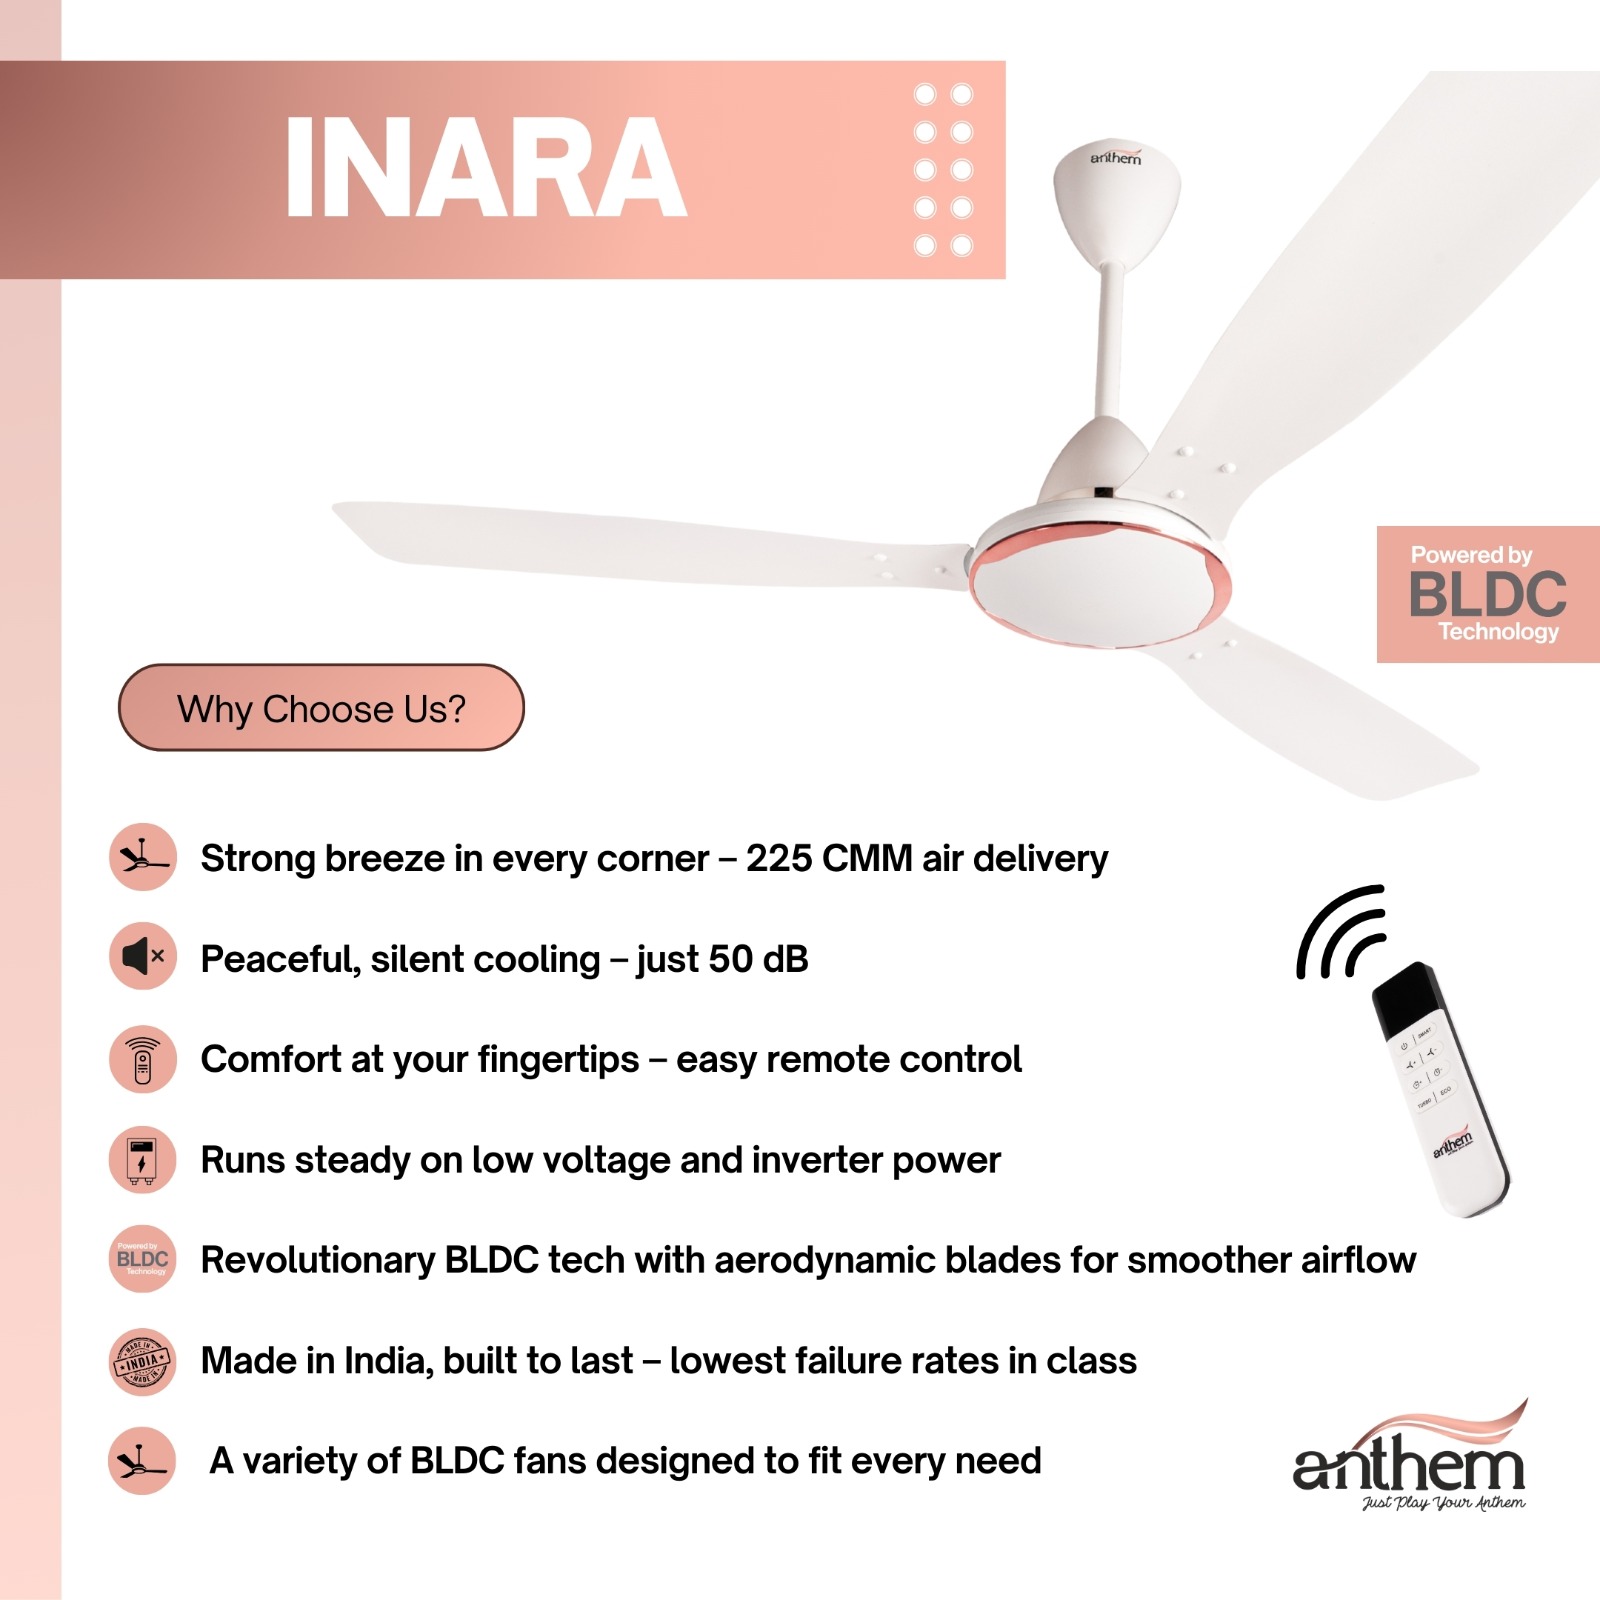 INARA
anthem
Powered by
BLDC
Technology
Why Choose Us?
Strong breeze in every corner – 225 CMM air delivery
Peaceful, silent cooling – just 50 dB
Comfort at your fingertips – easy remote control
SMART
TURBO ECO
anthem
Runs steady on low voltage and inverter power
Powered by
BLDC
Technology
Revolutionary BLDC tech with aerodynamic blades for smoother airflow
MADE IN
INDIA
MADE IN
Made in India, built to last – lowest failure rates in class
A variety of BLDC fans designed to fit every need
anthem
Just Play Your Anthem